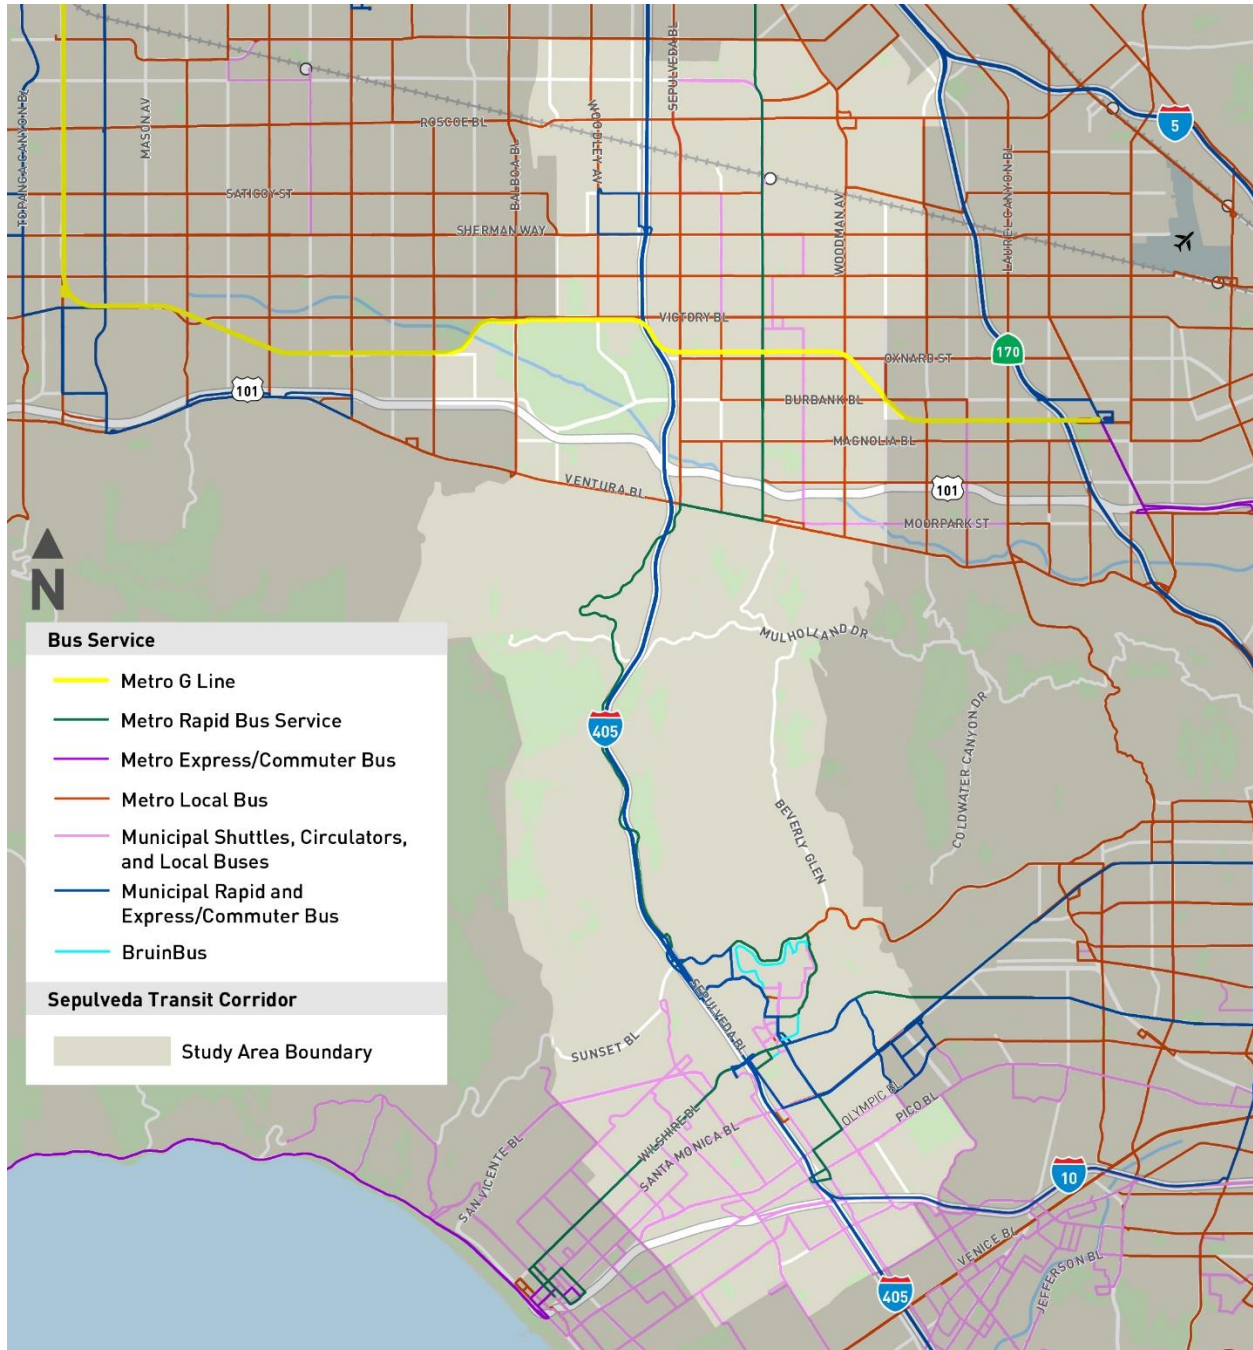 TOPANGA CANYON BL
MASON AV
ROSCOE BL
BALBOA BL
WOODLEY AV
SEPULVEDA BL
SATICOY ST
SHERMAN WAY
WOODMAN AV
LAUREL CANYON BL
5
VICTORY BL
170
OXNARD ST
101
BURBANK BL
MAGNOLIA BL
VENTURA BL
101
MOORPARK ST
N
MULHOLLAND DR
COLDWATER CANYON DR
405
BEVERLY GLEN
Bus Service
Metro G Line
Metro Rapid Bus Service
Metro Express/Commuter Bus
Metro Local Bus
Municipal Shuttles, Circulators,
and Local Buses
Municipal Rapid and
Express/Commuter Bus
BruinBus
Sepulveda Transit Corridor
Study Area Boundary
SEPULVEDA BL
SUNSET BL
WILSHIRE BL
SANTA MONICA BL
OLYMPIC BL
PICO BL
SAN VICENTE BL
10
VENICE BL
JEFFERSON BL
405